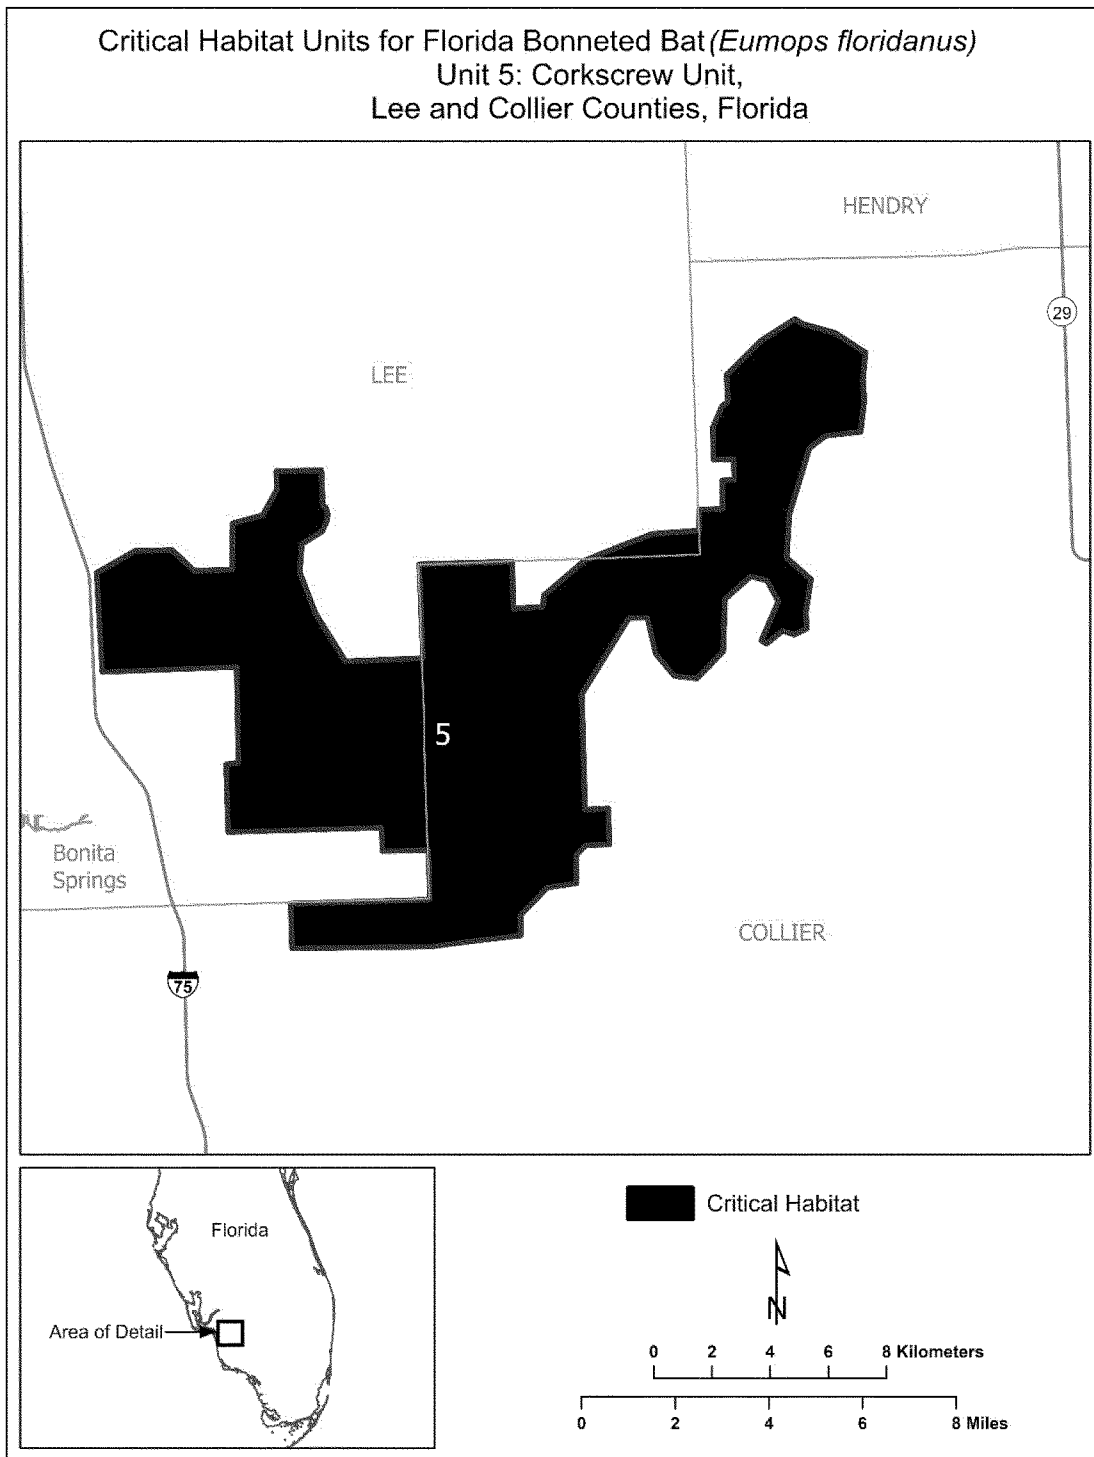 Critical Habitat Units for Florida Bonneted Bat (Eumops floridanus)
Unit 5: Corkscrew Unit,
Lee and Collier Counties, Florida
HENDRY
29
LEE
5
Bonita
Springs
COLLIER
75
Florida
Area of Detail
Critical Habitat
N
0 2 4 6 8 Kilometers
0 2 4 6 8 Miles